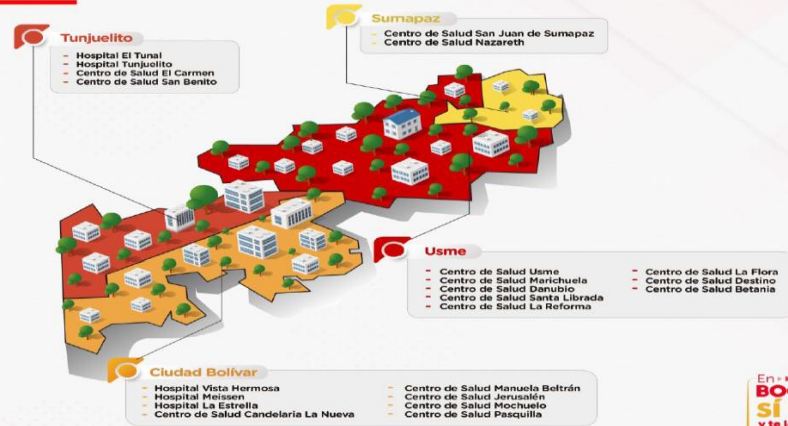 Tunjuelito
- Hospital El Tunal
- Hospital Tunjuelito
- Centro de Salud El Carmen
- Centro de Salud San Benito
Sumapaz
- Centro de Salud San Juan de Sumapaz
- Centro de Salud Nazareth
Usme
- Centro de Salud Usme
- Centro de Salud Marichuela
- Centro de Salud Danubio
- Centro de Salud Santa Librada
- Centro de Salud La Reforma
- Centro de Salud La Flora
- Centro de Salud Destino
- Centro de Salud Betania
Ciudad Bolívar
- Hospital Vista Hermosa
- Hospital Meissen
- Hospital La Estrella
- Centro de Salud Candelaria La Nueva
- Centro de Salud Manuela Beltrán
- Centro de Salud Jerusalén
- Centro de Salud Mochuelo
- Centro de Salud Pasquilla
En
SÍ